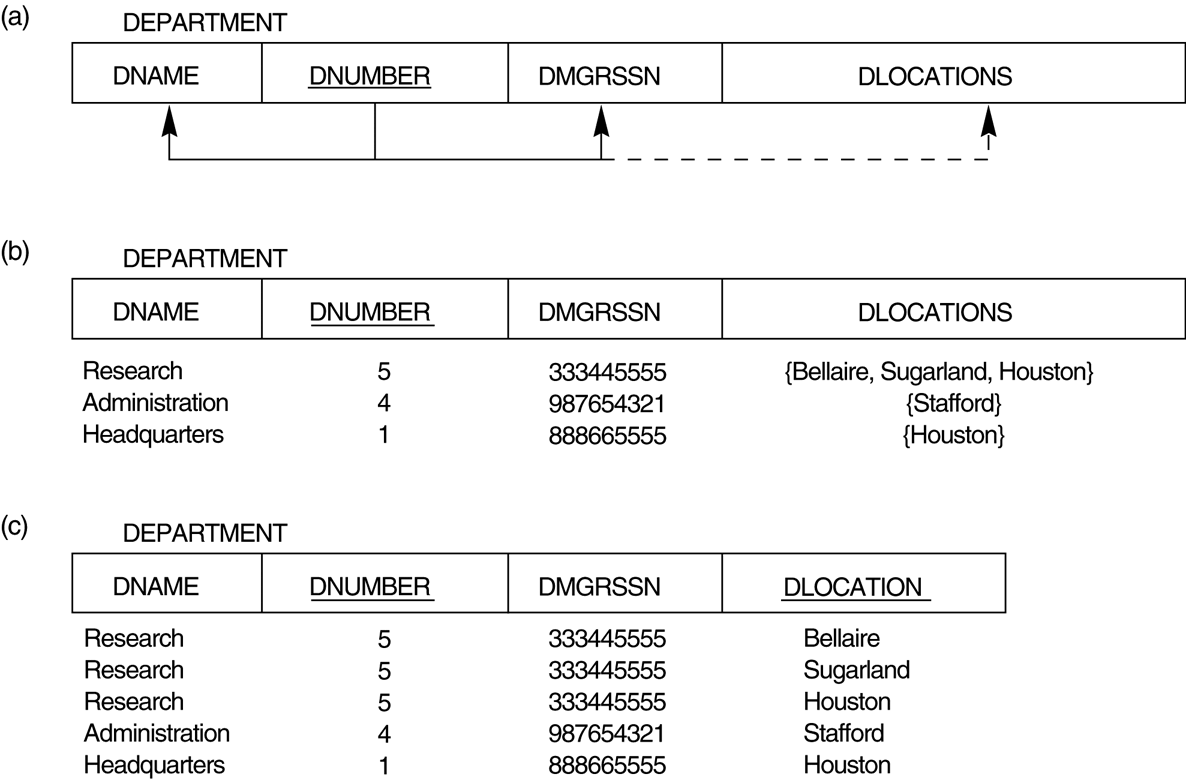 (a)
DEPARTMENT
DNAME DNUMBER DMGRSSN DLOCATIONS
(b)
DEPARTMENT
DNAME DNUMBER DMGRSSN DLOCATIONS
Research 5 333445555 {Bellaire, Sugarland, Houston}
Administration 4 987654321 {Stafford}
Headquarters 1 888665555 {Houston}
(c)
DEPARTMENT
DNAME DNUMBER DMGRSSN DLOCATION
Research 5 333445555 Bellaire
Research 5 333445555 Sugarland
Research 5 333445555 Houston
Administration 4 987654321 Stafford
Headquarters 1 888665555 Houston